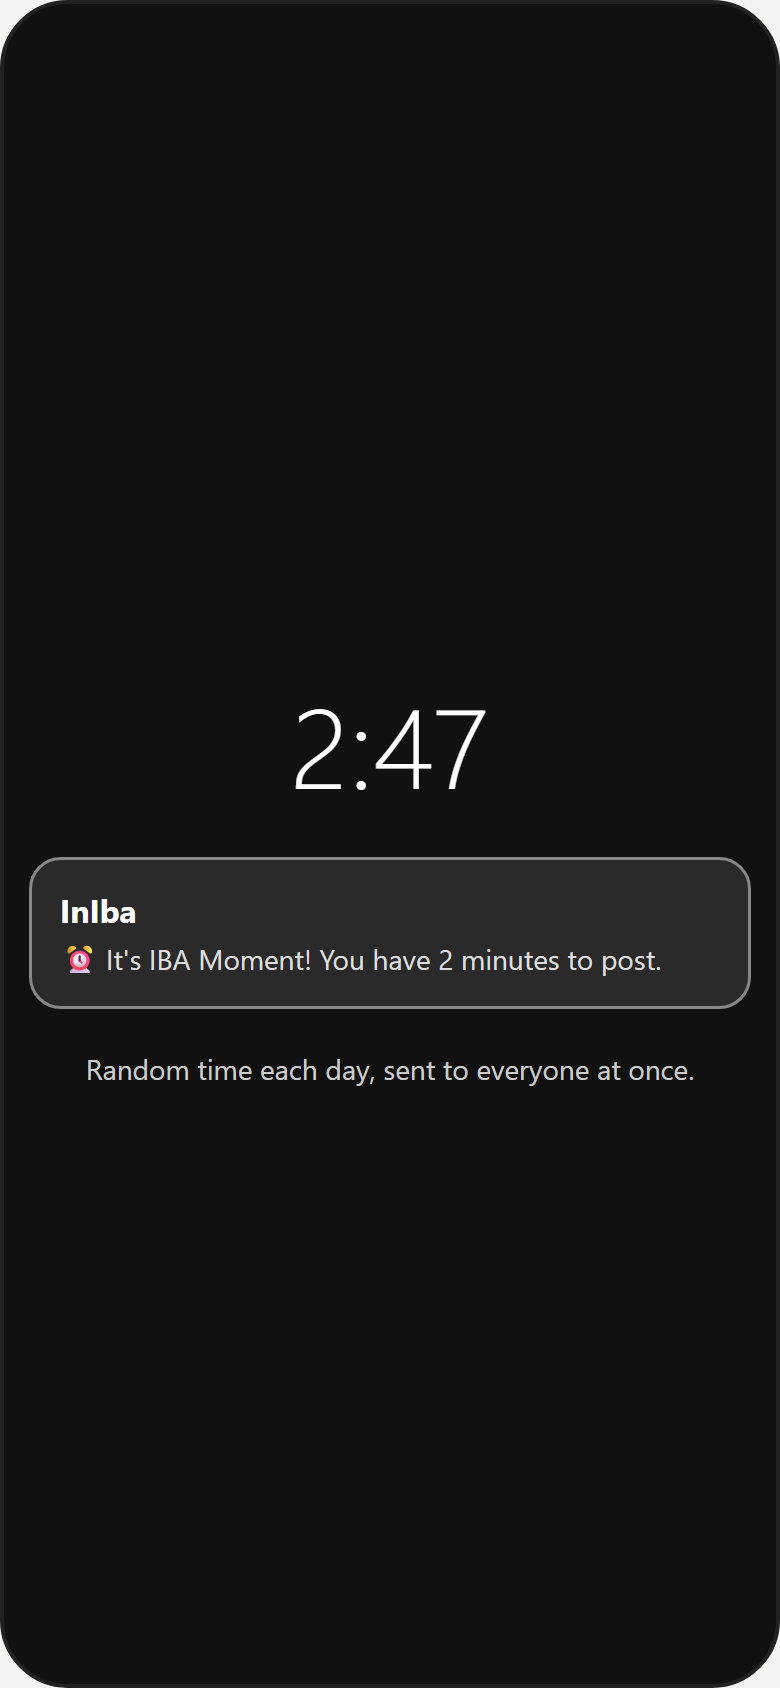 2:47
InIba
⏰ It's IBA Moment! You have 2 minutes to post.
Random time each day, sent to everyone at once.